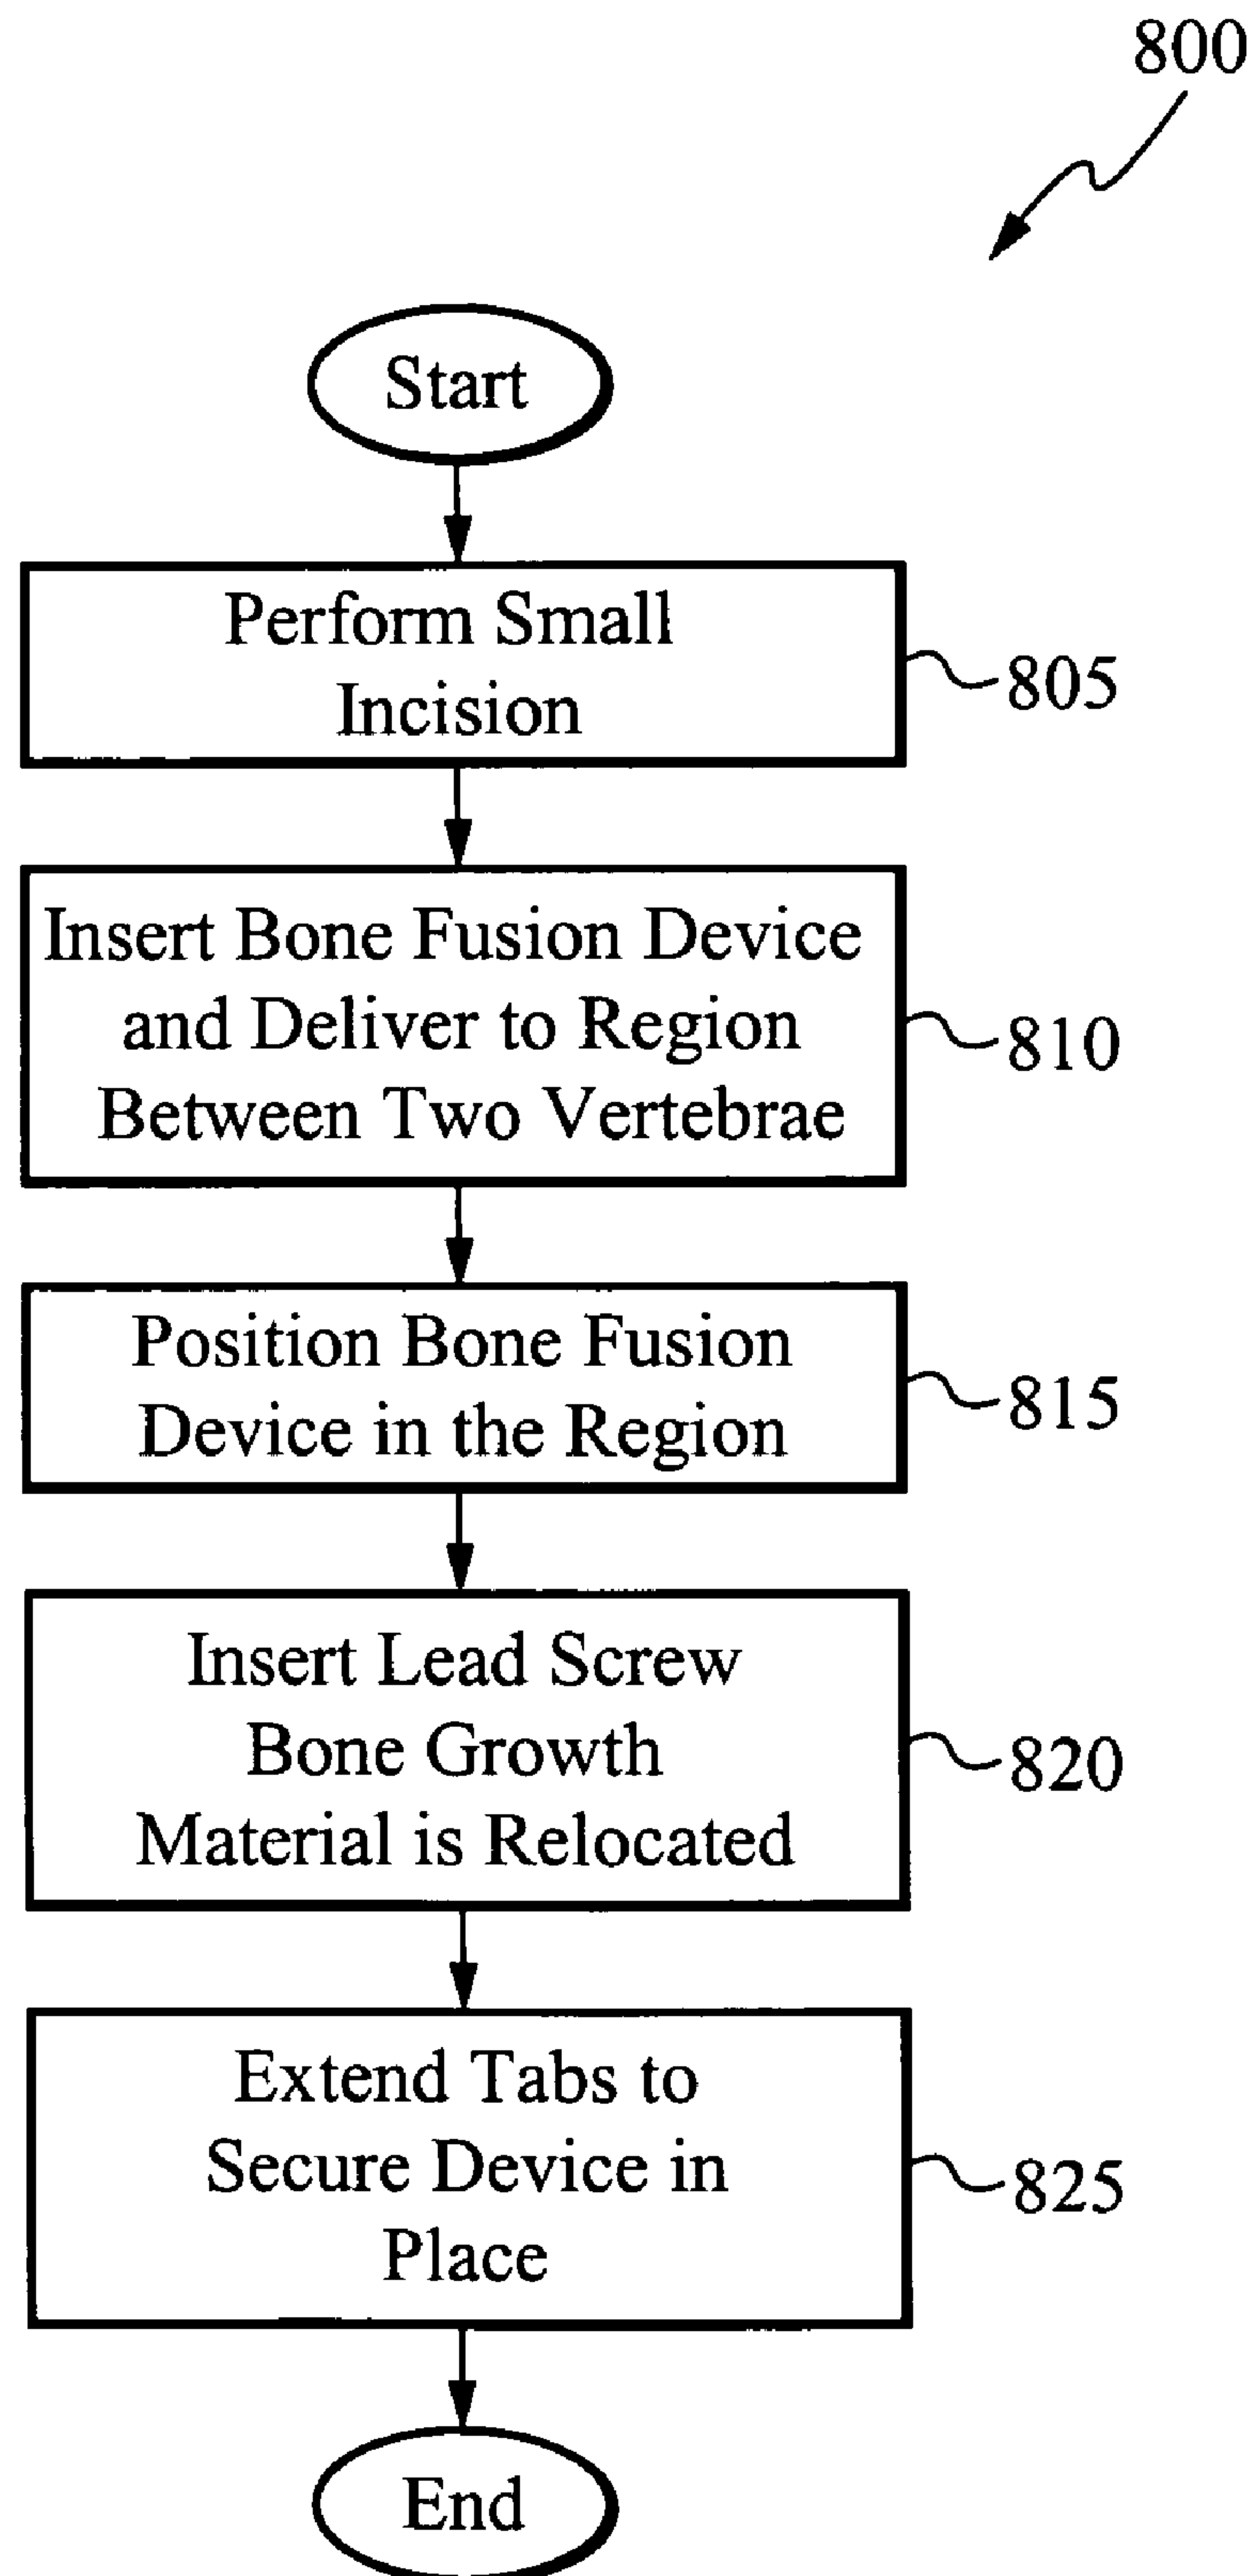 800
Start
Perform Small
Incision
805
Insert Bone Fusion Device
and Deliver to Region
Between Two Vertebrae
810
Position Bone Fusion
Device in the Region
815
Insert Lead Screw
Bone Growth
Material is Relocated
820
Extend Tabs to
Secure Device in
Place
825
End